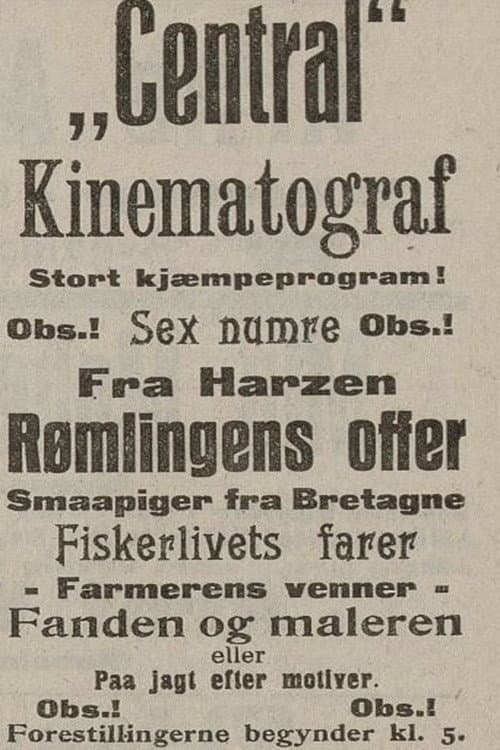 „Central“
Kinematograf
Stort kjæmpeprogram!
Obs.! Sex numre Obs.!
Fra Harzen
Rømlingens offer
Smaapiger fra Bretagne
Fiskerlivets farer
- Farmerens venner -
Fanden og maleren
eller
Paa jagt efter motiver.
Obs.! Obs.!
Forestillingerne begynder kl. 5.